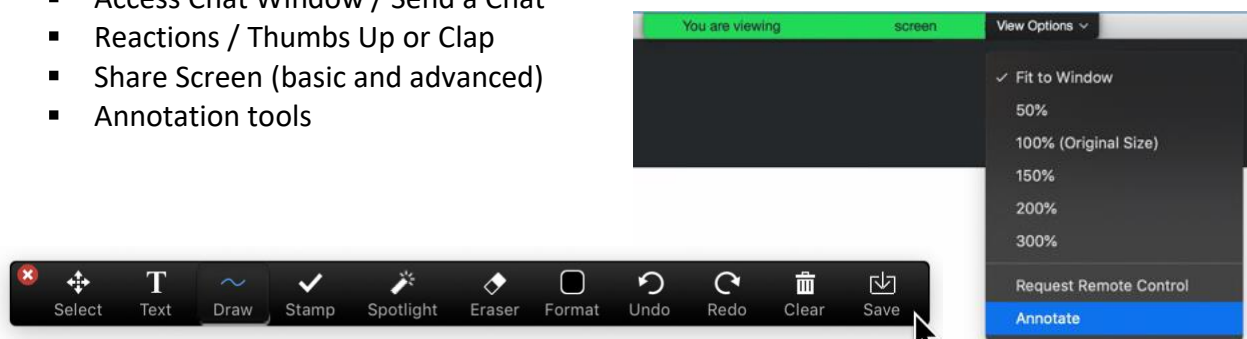 Access Chat Window / Send a Chat
Reactions / Thumbs Up or Clap
Share Screen (basic and advanced)
Annotation tools
You are viewing screen
View Options
Fit to Window
50%
100% (Original Size)
150%
200%
300%
Request Remote Control
Annotate
Select Text Draw Stamp Spotlight Eraser Format Undo Redo Clear Save